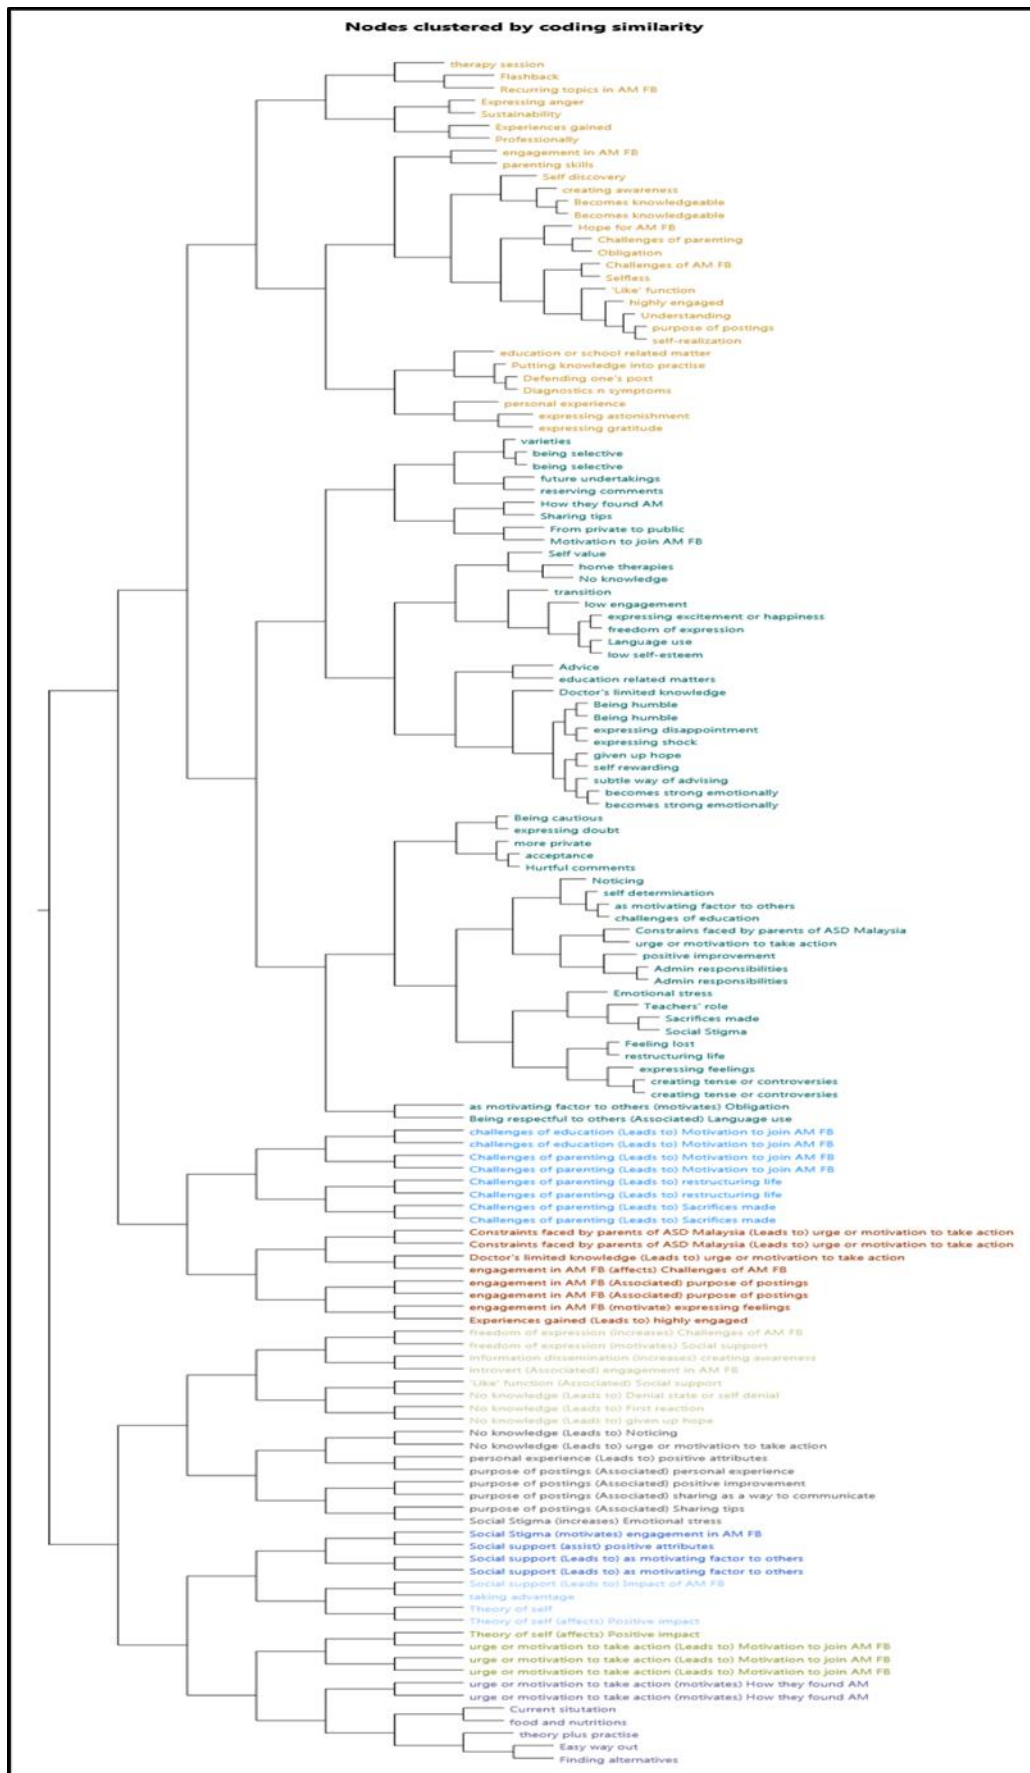 Nodes clustered by coding similarity
therapy session
Flashback
Recurring topics in AM FB
Expressing anger
Sustainability
Experiences gained
Professionally
engagement in AM FB
parenting skills
Self discovery
creating awareness
Becomes knowledgeable
Becomes knowledgeable
Hope for AM FB
Challenges of parenting
Obligation
Challenges of AM FB
Selfless
'Like' function
highly engaged
Understanding
purpose of postings
self-realization
education or school related matter
Putting knowledge into practise
Defending one's post
Diagnostics n symptoms
personal experience
expressing astonishment
expressing gratitude
varieties
being selective
being selective
future undertakings
reserving comments
How they found AM
Sharing tips
From private to public
Motivation to join AM FB
Self value
home therapies
No knowledge
transition
low engagement
expressing excitement or happiness
freedom of expression
Language use
low self-esteem
Advice
education related matters
Doctor's limited knowledge
Being humble
Being humble
expressing disappointment
expressing shock
given up hope
self rewarding
subtle way of advising
becomes strong emotionally
becomes strong emotionally
Being cautious
expressing doubt
more private
acceptance
Hurtful comments
Noticing
self determination
as motivating factor to others
challenges of education
Constrains faced by parents of ASD Malaysia
urge or motivation to take action
positive improvement
Admin responsibilities
Admin responsibilities
Emotional stress
Teachers' role
Sacrifices made
Social Stigma
Feeling lost
restructuring life
expressing feelings
creating tense or controversies
creating tense or controversies
as motivating factor to others (motivates) Obligation
Being respectful to others (Associated) Language use
challenges of education (Leads to) Motivation to join AM FB
challenges of education (Leads to) Motivation to join AM FB
Challenges of parenting (Leads to) Motivation to join AM FB
Challenges of parenting (Leads to) Motivation to join AM FB
Challenges of parenting (Leads to) restructuring life
Challenges of parenting (Leads to) restructuring life
Challenges of parenting (Leads to) Sacrifices made
Challenges of parenting (Leads to) Sacrifices made
Constraints faced by parents of ASD Malaysia (Leads to) urge or motivation to take action
Constraints faced by parents of ASD Malaysia (Leads to) urge or motivation to take action
Doctor's limited knowledge (Leads to) urge or motivation to take action
engagement in AM FB (affects) Challenges of AM FB
engagement in AM FB (Associated) purpose of postings
engagement in AM FB (Associated) purpose of postings
engagement in AM FB (motivate) expressing feelings
Experiences gained (Leads to) highly engaged
freedom of expression (increases) Challenges of AM FB
freedom of expression (motivates) Social support
Information dissemination (increases) creating awareness
Introvert (Associated) engagement in AM FB
'Like' function (Associated) Social support
No knowledge (Leads to) Denial state or self denial
No knowledge (Leads to) First reaction
No knowledge (Leads to) given up hope
No knowledge (Leads to) Noticing
No knowledge (Leads to) urge or motivation to take action
personal experience (Leads to) positive attributes
purpose of postings (Associated) personal experience
purpose of postings (Associated) positive improvement
purpose of postings (Associated) sharing as a way to communicate
purpose of postings (Associated) Sharing tips
Social Stigma (increases) Emotional stress
Social Stigma (motivates) engagement in AM FB
Social support (assist) positive attributes
Social support (Leads to) as motivating factor to others
Social support (Leads to) as motivating factor to others
Social support (Leads to) Impact of AM FB
taking advantage
Theory of self
Theory of self (affects) Positive impact
Theory of self (affects) Positive impact
urge or motivation to take action (Leads to) Motivation to join AM FB
urge or motivation to take action (Leads to) Motivation to join AM FB
urge or motivation to take action (Leads to) Motivation to join AM FB
urge or motivation to take action (motivates) How they found AM
urge or motivation to take action (motivates) How they found AM
Current situtation
food and nutritions
theory plus practise
Easy way out
Finding alternatives